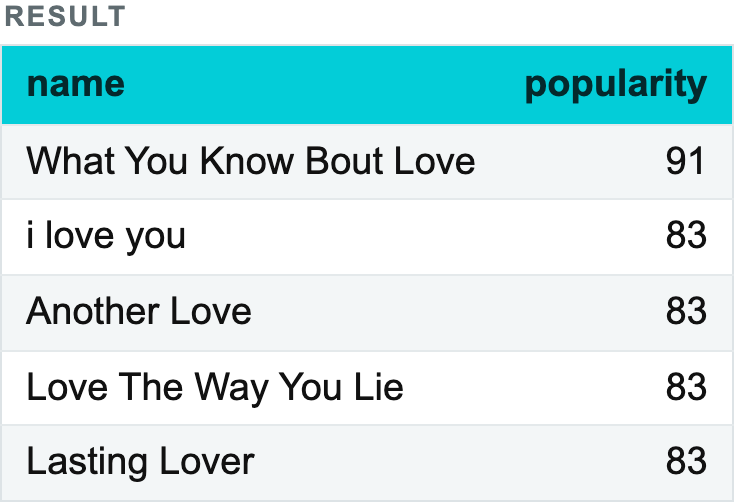 RESULT
name popularity
What You Know Bout Love 91
i love you 83
Another Love 83
Love The Way You Lie 83
Lasting Lover 83